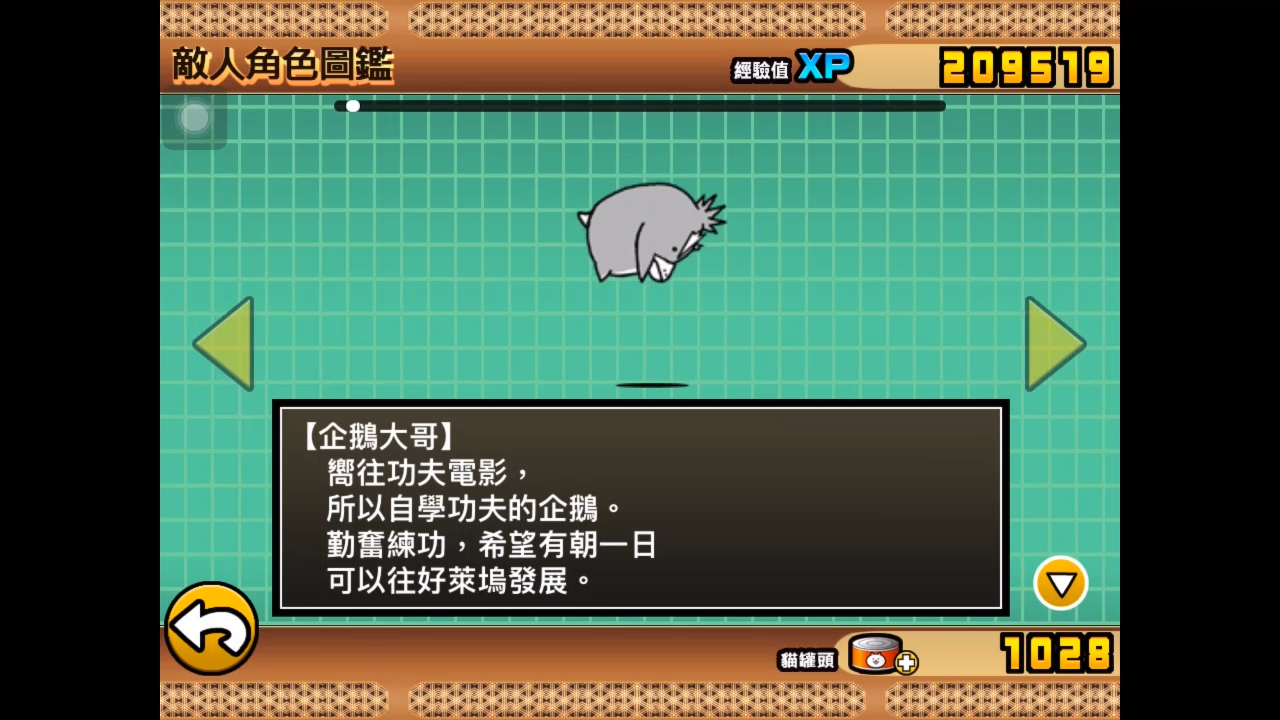 敵人角色圖鑑
經驗值 XP 209519
【企鵝大哥】
嚮往功夫電影，
所以自學功夫的企鵝。
勤奮練功，希望有朝一日
可以往好萊塢發展。
貓罐頭 1028